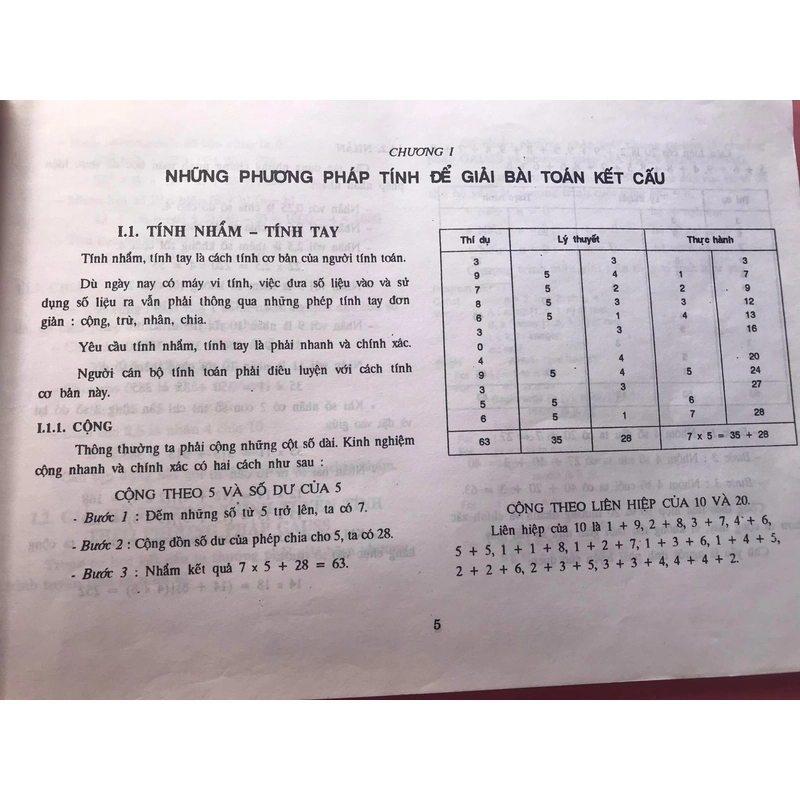 CHƯƠNG I
NHỮNG PHƯƠNG PHÁP TÍNH ĐỂ GIẢI BÀI TOÁN KẾT CẤU
I.1. TÍNH NHẨM – TÍNH TAY
Tính nhẩm, tính tay là cách tính cơ bản của người tính toán.
Dù ngày nay có máy vi tính, việc đưa số liệu vào và sử
dụng số liệu ra vẫn phải thông qua những phép tính tay đơn
giản : cộng, trừ, nhân, chia.
Yêu cầu tính nhẩm, tính tay là phải nhanh và chính xác.
Người cán bộ tính toán phải điêu luyện với cách tính
cơ bản này.
I.1.1. CỘNG
Thông thường ta phải cộng những cột số dài. Kinh nghiệm
cộng nhanh và chính xác có hai cách như sau :
CỘNG THEO 5 VÀ SỐ DƯ CỦA 5
- Bước 1 : Đếm những số từ 5 trở lên, ta có 7.
- Bước 2 : Cộng dồn số dư của phép chia cho 5, ta có 28.
- Bước 3 : Nhẩm kết quả 7 x 5 + 28 = 63.
Thí dụ Lý thuyết Thực hành
3 3 3
9 5 4 1 7
7 5 2 2 9
8 5 3 3 12
6 5 1 4 13
3 3 16
0
4 4 20
9 5 4 5 24
3 3 27
5 5 6
6 5 1 7 28
63 35 28 7 x 5 = 35 + 28
CỘNG THEO LIÊN HIỆP CỦA 10 VÀ 20.
Liên hiệp của 10 là 1 + 9, 2 + 8, 3 + 7, 4 + 6,
5 + 5, 1 + 1 + 8, 1 + 2 + 7, 1 + 3 + 6, 1 + 4 + 5,
2 + 2 + 6, 2 + 3 + 5, 3 + 3 + 4, 4 + 4 + 2.
5